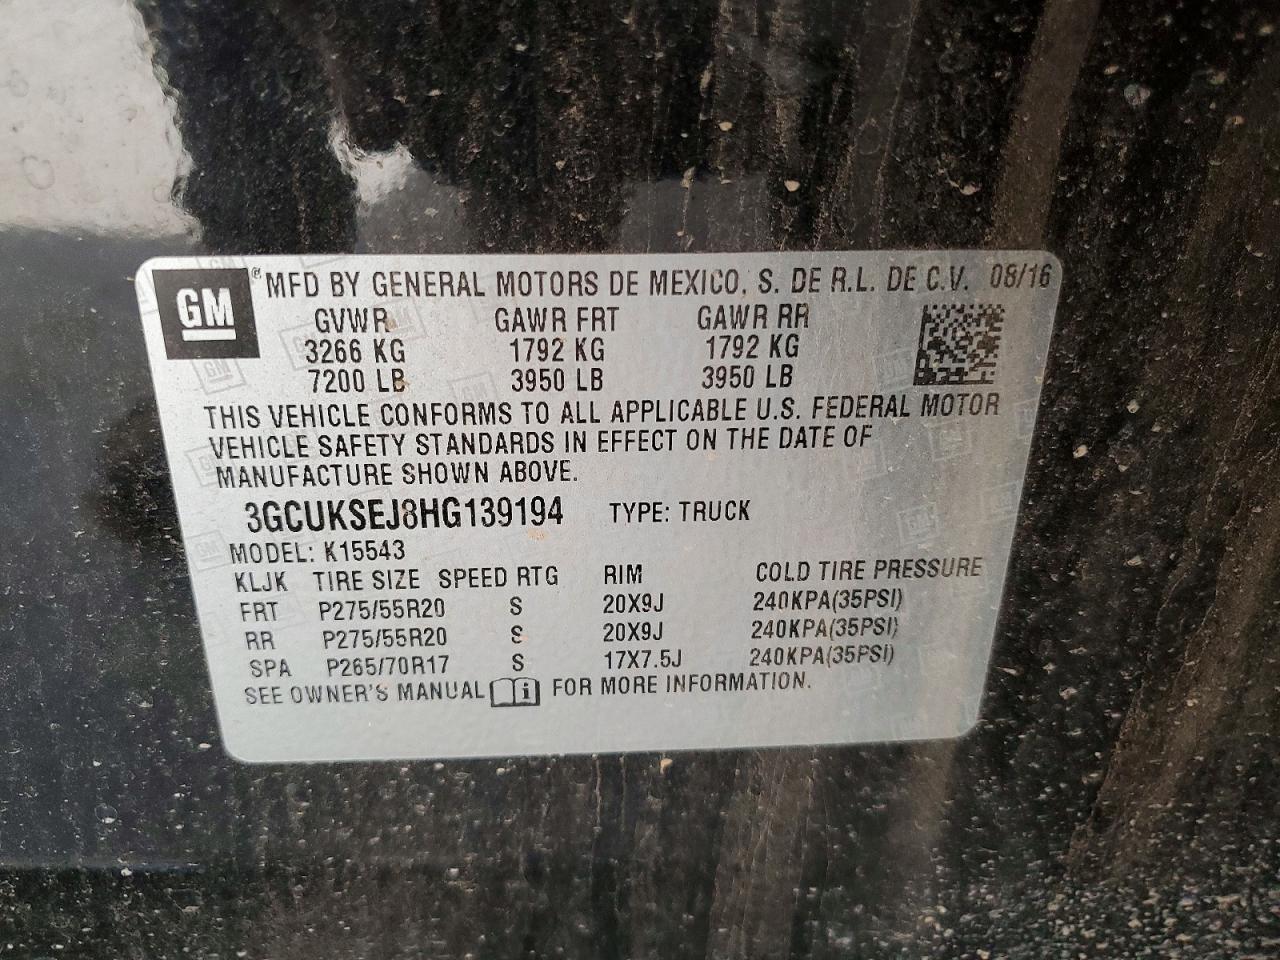 GM ® MFD BY GENERAL MOTORS DE MEXICO, S. DE R.L. DE C.V. 08/16
GVWR GAWR FRT GAWR RR
3266 KG 1792 KG 1792 KG
7200 LB 3950 LB 3950 LB
THIS VEHICLE CONFORMS TO ALL APPLICABLE U.S. FEDERAL MOTOR
VEHICLE SAFETY STANDARDS IN EFFECT ON THE DATE OF
MANUFACTURE SHOWN ABOVE.
3GCUKSEJ8HG139194 TYPE: TRUCK
MODEL: K15543
KLJK TIRE SIZE SPEED RTG RIM COLD TIRE PRESSURE
FRT P275/55R20 S 20X9J 240KPA(35PSI)
RR P275/55R20 S 20X9J 240KPA(35PSI)
SPA P265/70R17 S 17X7.5J 240KPA(35PSI)
SEE OWNER'S MANUAL i FOR MORE INFORMATION.